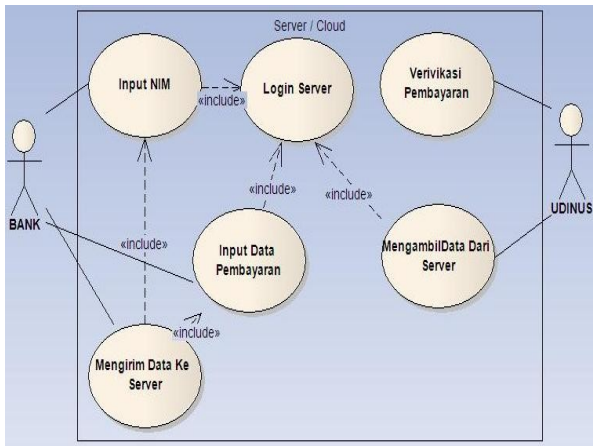 Server / Cloud
Input NIM
«include»
Login Server
Verivikasi
Pembayaran
BANK
UDINUS
«include»
«include»
«include»
Input Data
Pembayaran
MengambilData Dari
Server
«include»
Mengirim Data Ke
Server